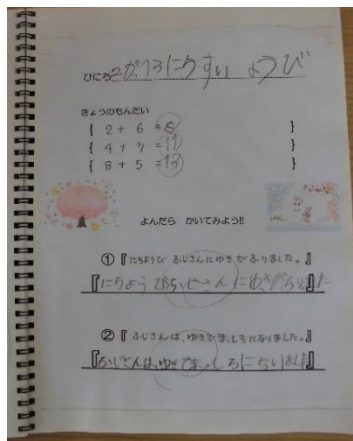 ひにち2がつ13にちすいようび
きょうのもんだい
{ 2 + 6 = 8 }
{ 4 + 7 = 11 }
{ 8 + 5 = 13 }
よんだら かいてみよう!!
①『にちようび ふじさんにゆきがふりました。』
『にちようびふじさんにゆきがふりました』
②『ふじさんは、ゆきでまっしろになりました。』
『ふじさんは、ゆきでまっしろになりました』